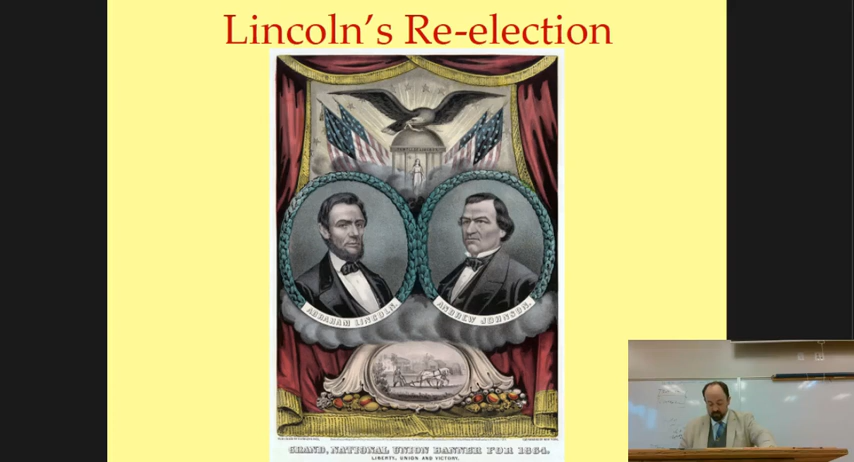 Lincoln's Re-election
ABRAHAM LINCOLN.
ANDREW JOHNSON.
GRAND, NATIONAL UNION BANNER FOR 1864.
LIBERTY, UNION AND VICTORY.